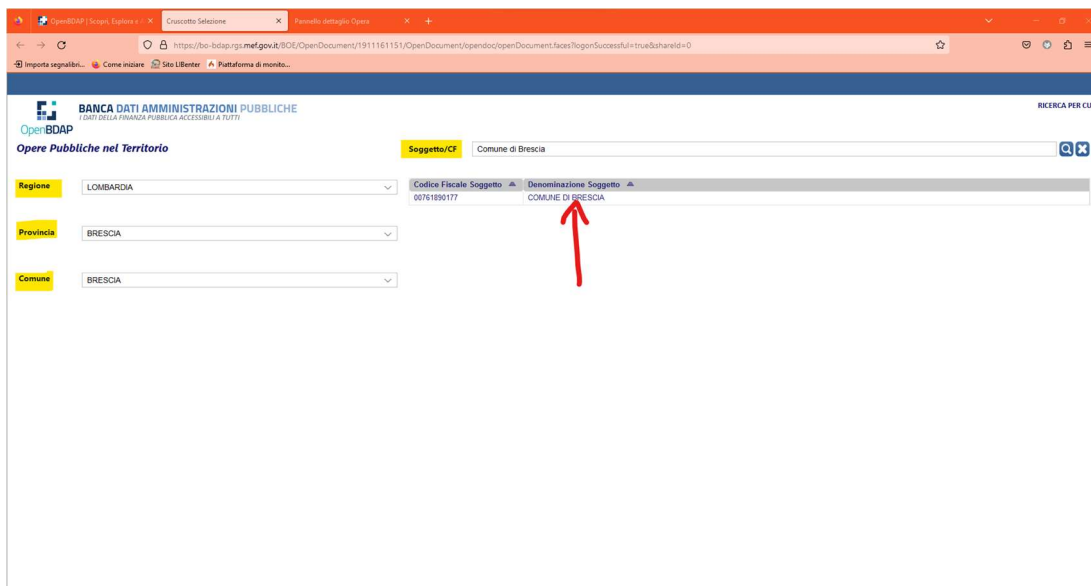 OpenBDAP | Scopri, Esplora e
Cruscotto Selezione
Pannello dettaglio Opera
https://bo-bdap.rgs.mef.gov.it/BOE/OpenDocument/1911161151/OpenDocument/opendoc/openDocument.faces?logonSuccessful=true&shareId=0
Importa segnalibri... Come iniziare Sito LIBenter Piattaforma di monito...
BANCA DATI AMMINISTRAZIONI PUBBLICHE
I DATI DELLA FINANZA PUBBLICA ACCESSIBILI A TUTTI
OpenBDAP
RICERCA PER CU
Opere Pubbliche nel Territorio
Soggetto/CF Comune di Brescia
Regione LOMBARDIA
Codice Fiscale Soggetto Denominazione Soggetto
00761890177 COMUNE DI BRESCIA
Provincia BRESCIA
Comune BRESCIA